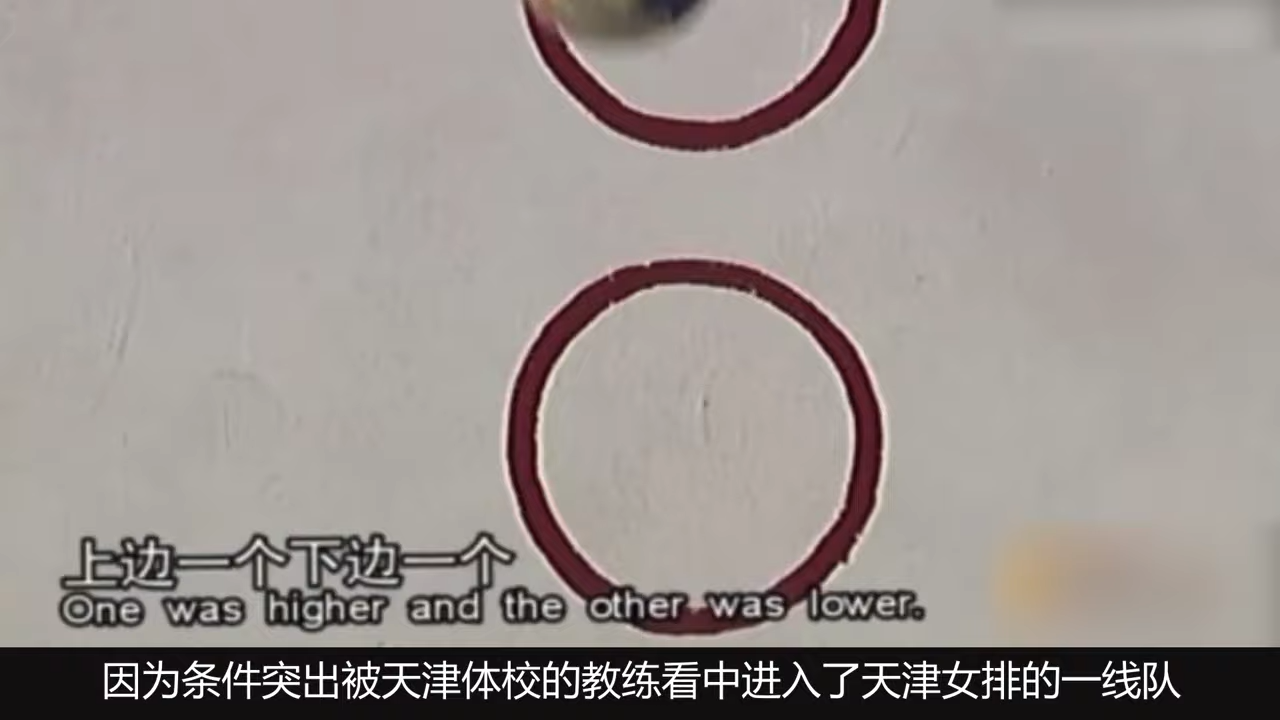 上边一个下边一个
One was higher and the other was lower.
因为条件突出被天津体校的教练看中进入了天津女排的一线队